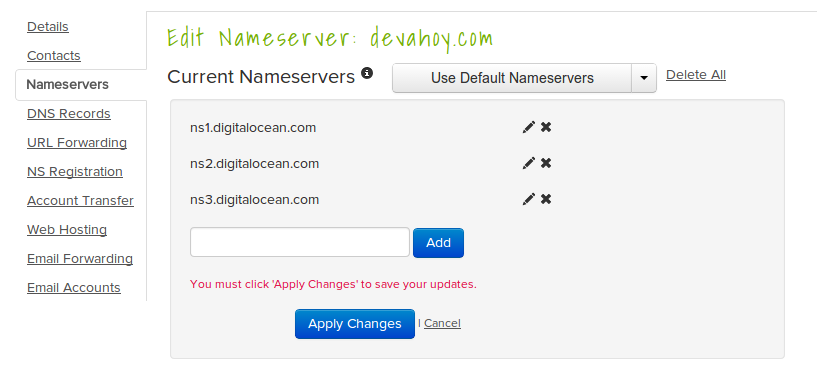 Details
Contacts
Nameservers
DNS Records
URL Forwarding
NS Registration
Account Transfer
Web Hosting
Email Forwarding
Email Accounts
Edit Nameserver: devahoy.com
Current Nameservers i Use Default Nameservers Delete All
ns1.digitalocean.com
ns2.digitalocean.com
ns3.digitalocean.com
Add
You must click 'Apply Changes' to save your updates.
Apply Changes | Cancel